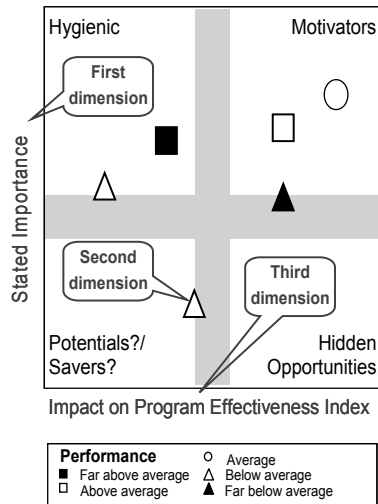 Hygienic
Motivators
First
dimension
Stated Importance
Second
dimension
Third
dimension
Potentials?/
Savers?
Hidden
Opportunities
Impact on Program Effectiveness Index
Performance
Far above average
Above average
Average
Below average
Far below average